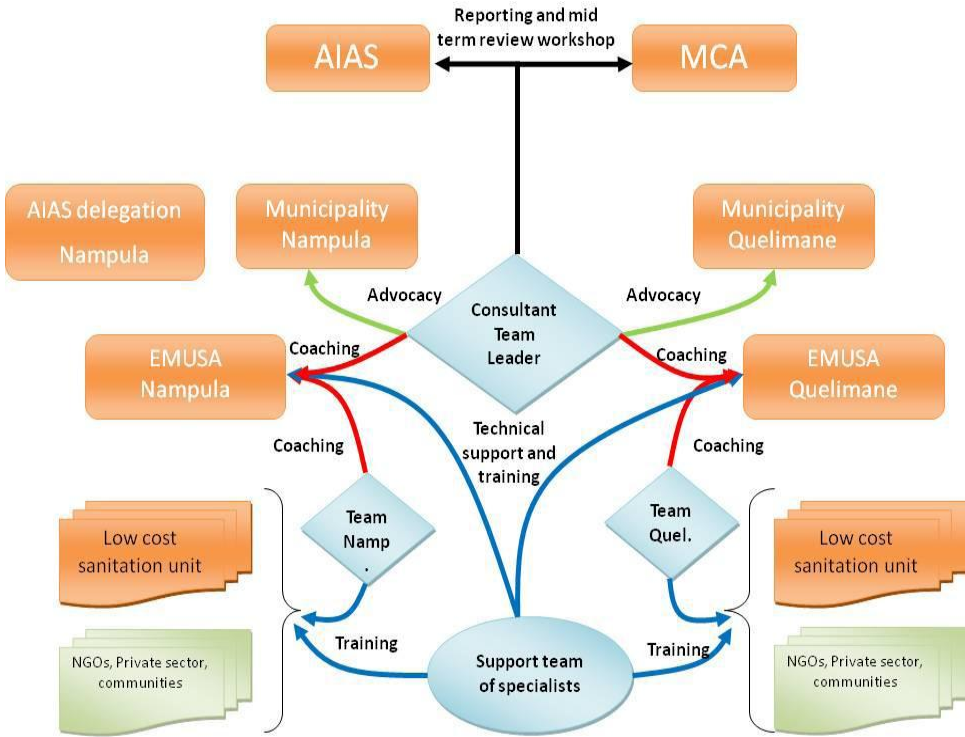 Reporting and mid
term review workshop
AIAS
MCA
AIAS delegation
Nampula
Municipality
Nampula
Municipality
Quelimane
Advocacy
Consultant
Team
Leader
Advocacy
EMUSA
Nampula
Coaching
Coaching
EMUSA
Quelimane
Coaching
Technical
support and
training
Coaching
Low cost
sanitation unit
Team
Namp
.
Team
Quel.
Low cost
sanitation unit
Training
Training
NGOs, Private sector,
communities
Support team
of specialists
NGOs, Private sector,
communities